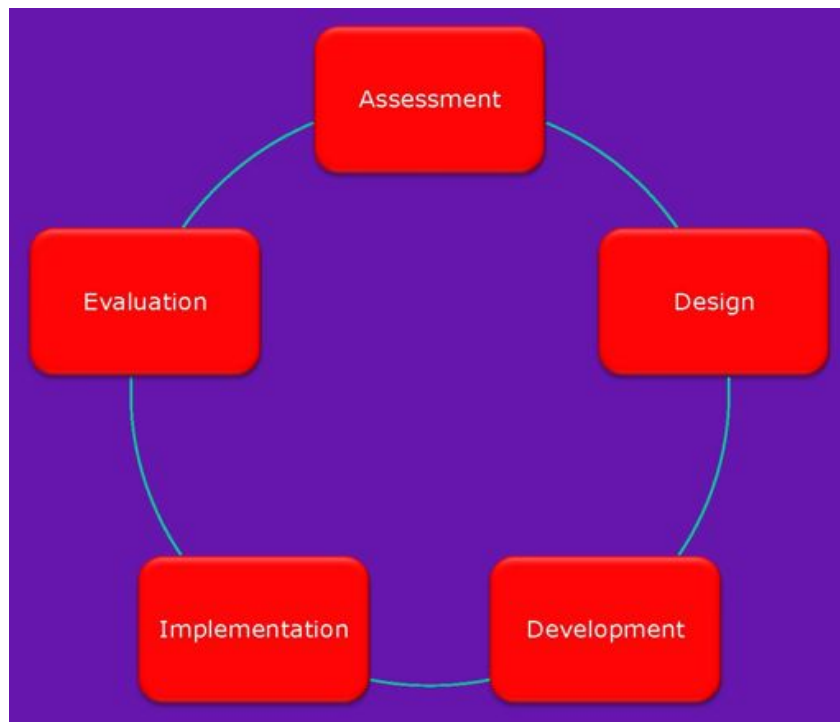 Assessment
Design
Development
Implementation
Evaluation